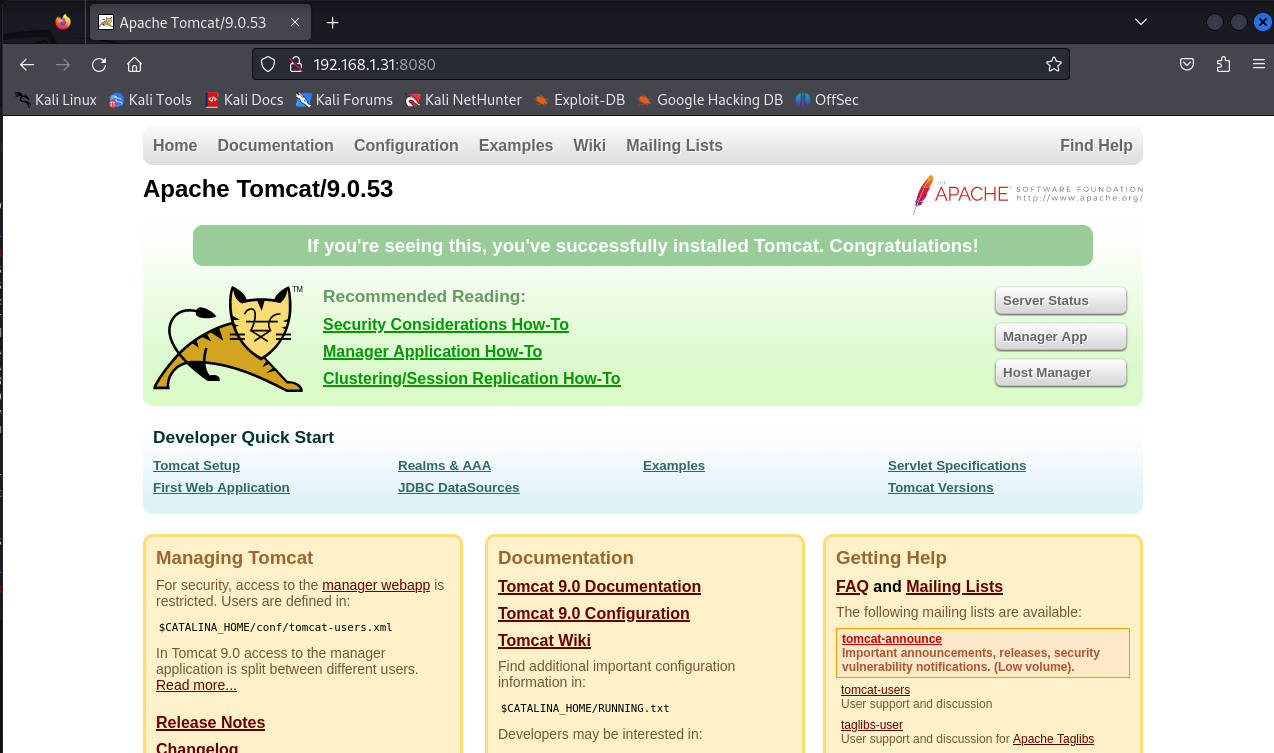 Apache Tomcat/9.0.53
192.168.1.31:8080
Kali Linux Kali Tools Kali Docs Kali Forums Kali NetHunter Exploit-DB Google Hacking DB OffSec
Home Documentation Configuration Examples Wiki Mailing Lists Find Help
Apache Tomcat/9.0.53
THE APACHE SOFTWARE FOUNDATION
http://www.apache.org/
If you're seeing this, you've successfully installed Tomcat. Congratulations!
TM
Recommended Reading:
Security Considerations How-To
Manager Application How-To
Clustering/Session Replication How-To
Server Status
Manager App
Host Manager
Developer Quick Start
Tomcat Setup
First Web Application
Realms & AAA
JDBC DataSources
Examples
Servlet Specifications
Tomcat Versions
Managing Tomcat
For security, access to the manager webapp is
restricted. Users are defined in:
$CATALINA_HOME/conf/tomcat-users.xml
In Tomcat 9.0 access to the manager
application is split between different users.
Read more...
Release Notes
Changelog
Documentation
Tomcat 9.0 Documentation
Tomcat 9.0 Configuration
Tomcat Wiki
Find additional important configuration
information in:
$CATALINA_HOME/RUNNING.txt
Developers may be interested in:
Getting Help
FAQ and Mailing Lists
The following mailing lists are available:
tomcat-announce
Important announcements, releases, security
vulnerability notifications. (Low volume).
tomcat-users
User support and discussion
taglibs-user
User support and discussion for Apache Taglibs